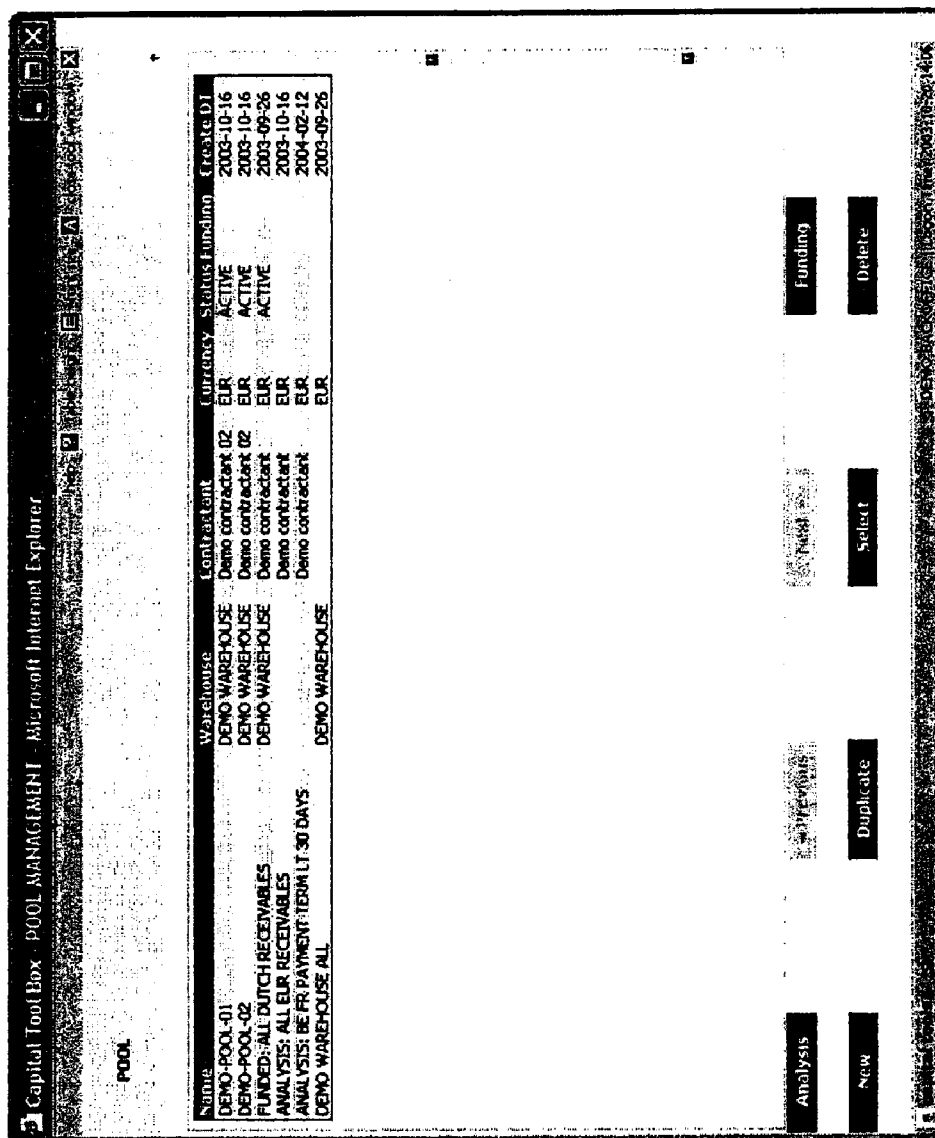 Capital ToolBox - POOL MANAGEMENT - Microsoft Internet Explorer
POOL
Name Warehouse Contractant Currency Status Funding Create DT
DEMO-POOL-01 DEMO WAREHOUSE Demo contractant 02 EUR ACTIVE 2003-10-16
DEMO-POOL-02 DEMO WAREHOUSE Demo contractant 02 EUR ACTIVE 2003-10-16
FUNDED: ALL DUTCH RECEIVABLES DEMO WAREHOUSE Demo contractant EUR ACTIVE 2003-09-26
ANALYSIS: ALL EUR RECEIVABLES Demo contractant EUR 2003-10-16
ANALYSIS: BE FR PAYMENT TERM LT 30 DAYS Demo contractant EUR 2004-02-12
DEMO WAREHOUSE ALL DEMO WAREHOUSE EUR 2003-09-26
Analysis Previous Next Funding
New Duplicate Select Delete